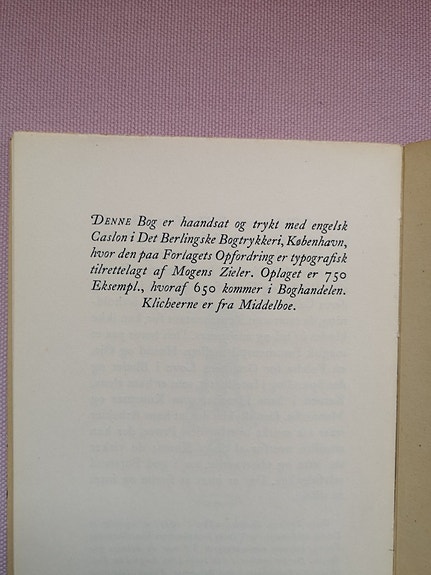 DENNE Bog er haandsat og trykt med engelsk
Caslon i Det Berlingske Bogtrykkeri, København,
hvor den paa Forlagets Opfordring er typografisk
tilrettelagt af Mogens Zieler. Oplaget er 750
Eksempl., hvoraf 650 kommer i Boghandelen.
Klicheerne er fra Middelboe.